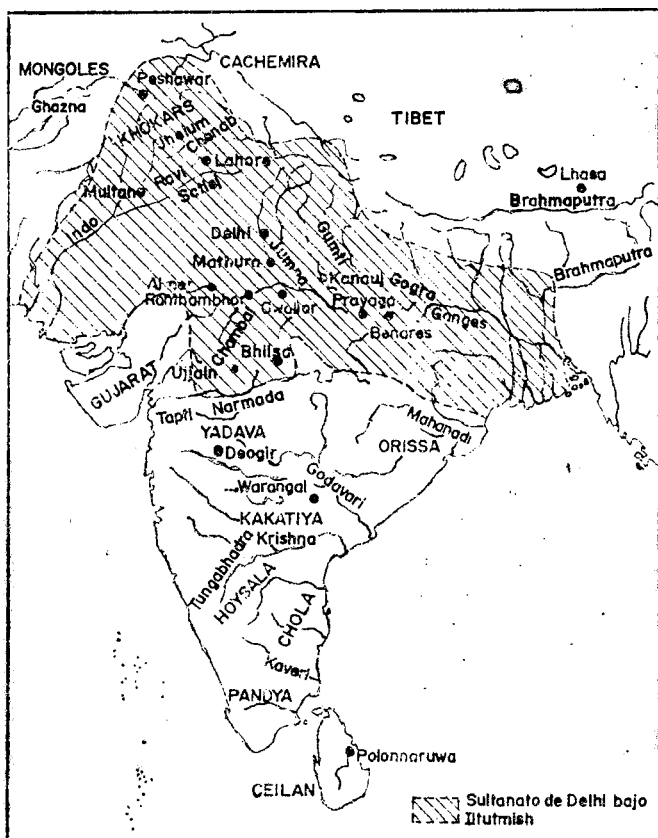 MONGOLES
CACHEMIRA
Peshawar
Ghazna
KHOKARS
Jhelum
Chenab
TIBET
Lahore
Lhasa
Multan
Ravi
Setlej
Brahmaputra
Indo
Delhi
Jumna
Gumti
Brahmaputra
Mathura
Kanauj
Gogra
Ajmer
Ranthambhor
Gwalior
Prayaga
Ganges
Benares
Chambal
Bhilsa
GUJARAT
Ujjain
Tapti
Narmada
Mahanadi
YADAVA
ORISSA
Deogir
Godavari
Warangal
KAKATIYA
Krishna
Tungabhadra
HOYSALA
CHOLA
Kaveri
PANDYA
Polonnaruwa
CEILAN
Sultanato de Delhi bajo
Iltutmish